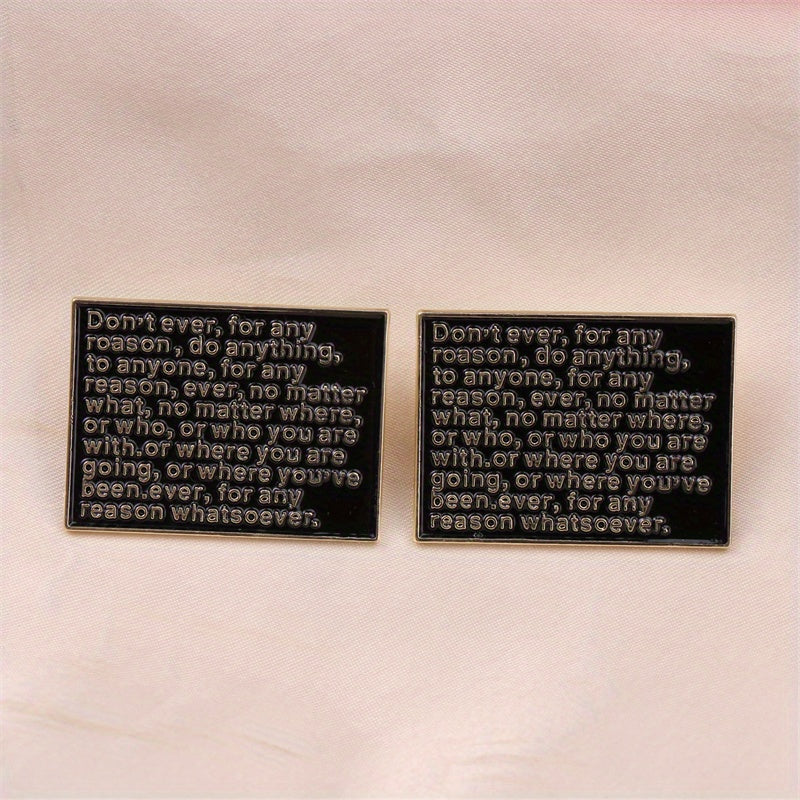 Don't ever, for any
roason, do anything,
to anyone, for any
reason, ever, no matter
what, no matter where,
or who, or who you are
with.or where you are
going, or where you've
been.ever, for any
reason whatsoever.
Don't ever, for any
roason, do anything,
to anyone, for any
reason, ever, no matter
what, no matter where,
or who, or who you are
with.or where you are
going, or where you've
been.ever, for any
reason whatsoever.